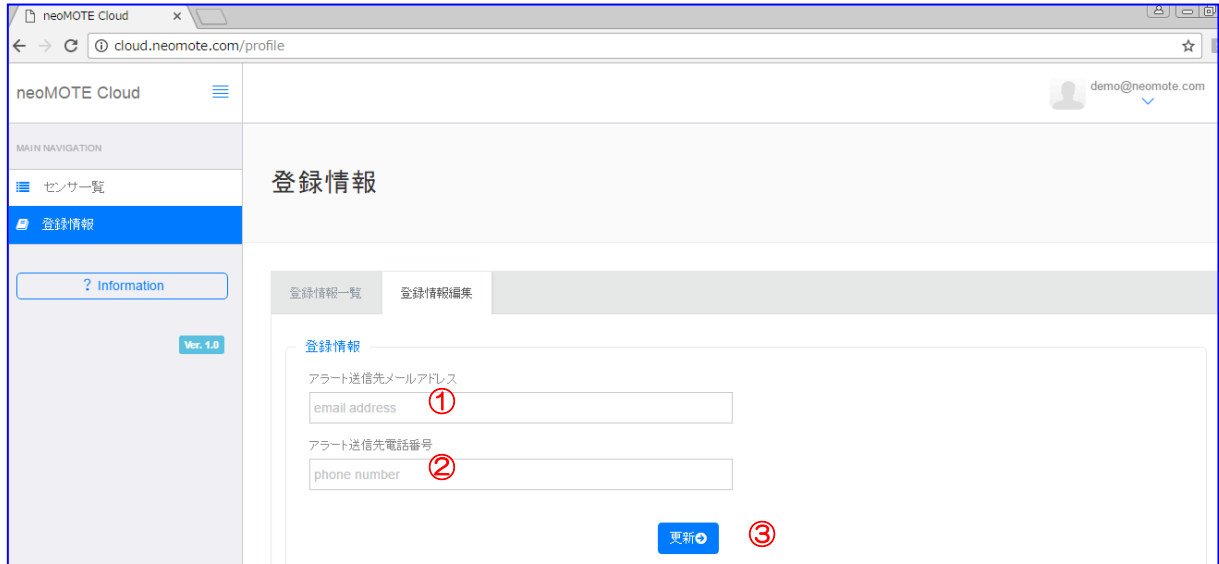 neoMOTE Cloud
cloud.neomote.com/profile
neoMOTE Cloud
demo@neomote.com
MAIN NAVIGATION
センサ一覧
登録情報
登録情報
? Information
登録情報一覧
登録情報編集
Ver. 1.0
登録情報
アラート送信先メールアドレス
email address ①
アラート送信先電話番号
phone number ②
更新 ③